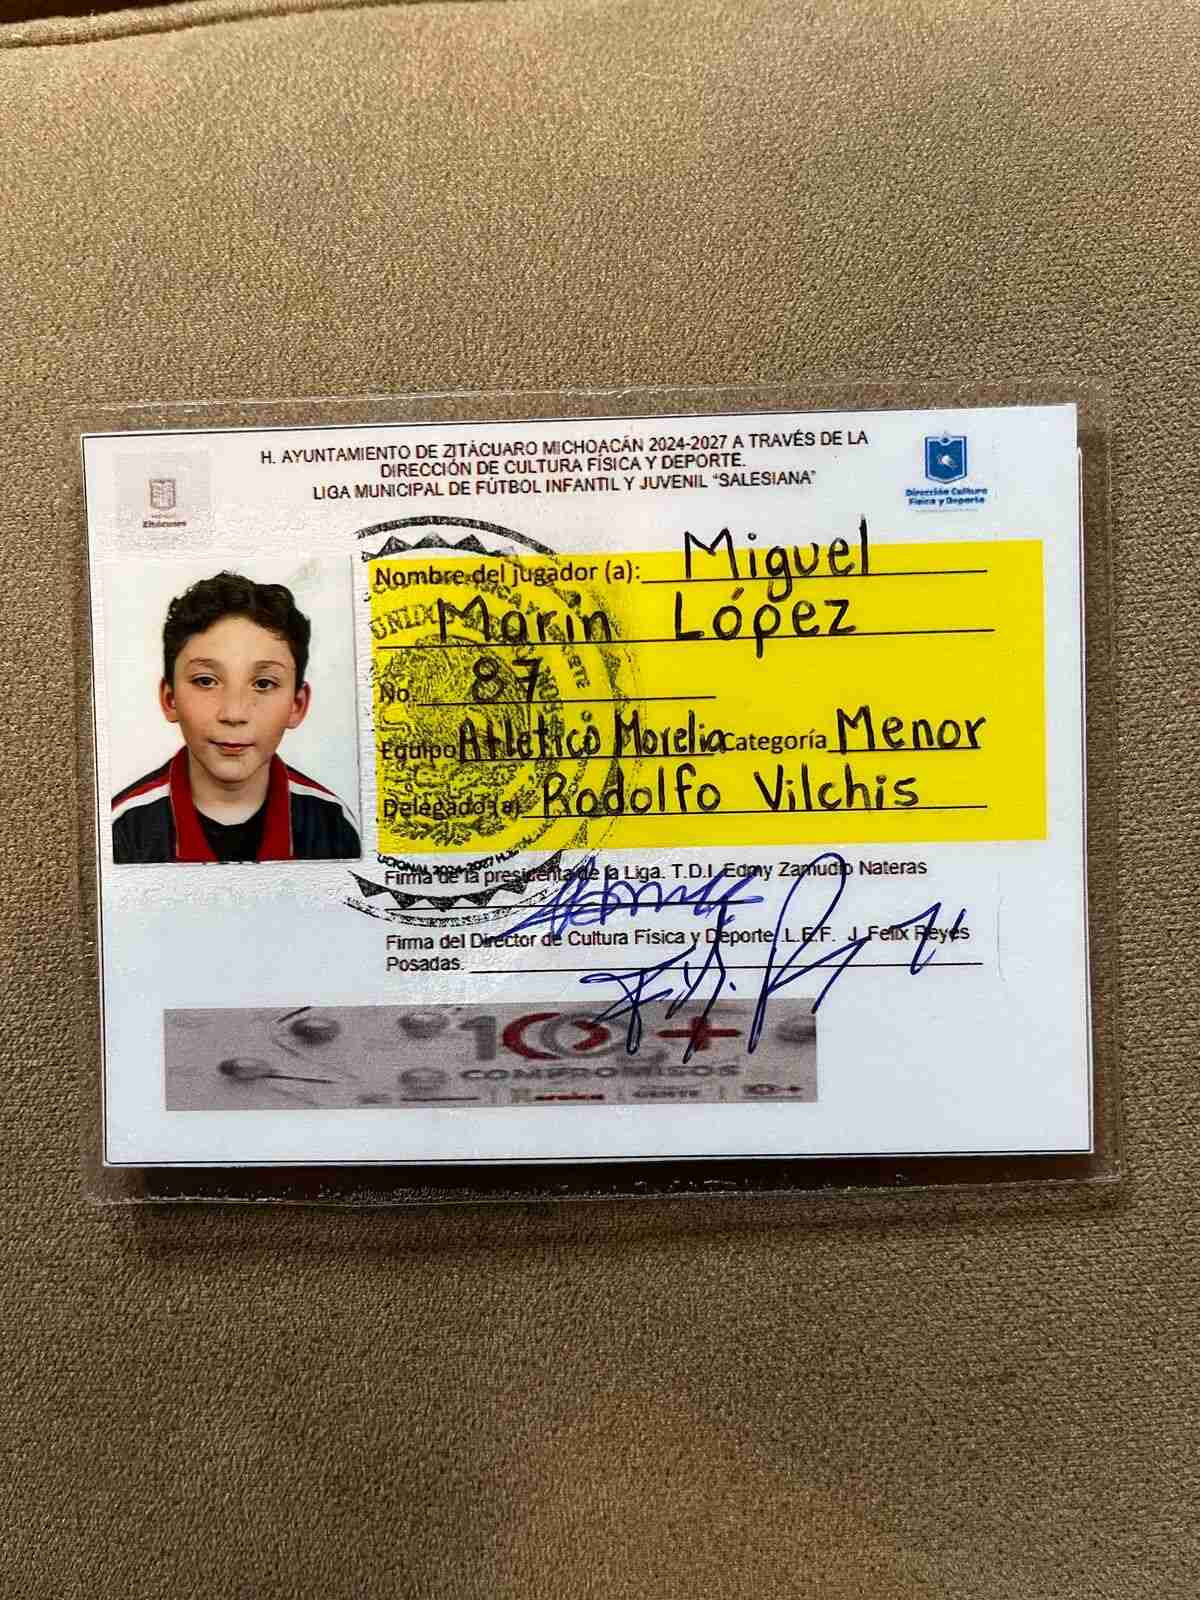 H. AYUNTAMIENTO DE ZITÁCUARO MICHOACÁN 2024-2027 A TRAVÉS DE LA
DIRECCIÓN DE CULTURA FÍSICA Y DEPORTE.
LIGA MUNICIPAL DE FÚTBOL INFANTIL Y JUVENIL “SALESIANA”
Zitácuaro
Dirección Cultura
Física y Deporte
Nombre del jugador (a): Miguel
Marín López
No. 87
Equipo Atletico Morelia Categoría Menor
Delegado (a) Rodolfo Vilchis
Firma de la presidenta de la Liga. T.D.I. Edmy Zamudio Nateras
Firma del Director de Cultura Física y Deporte. L.E.F. J. Felix Reyes
Posadas.
100 +
COMPROMISOS